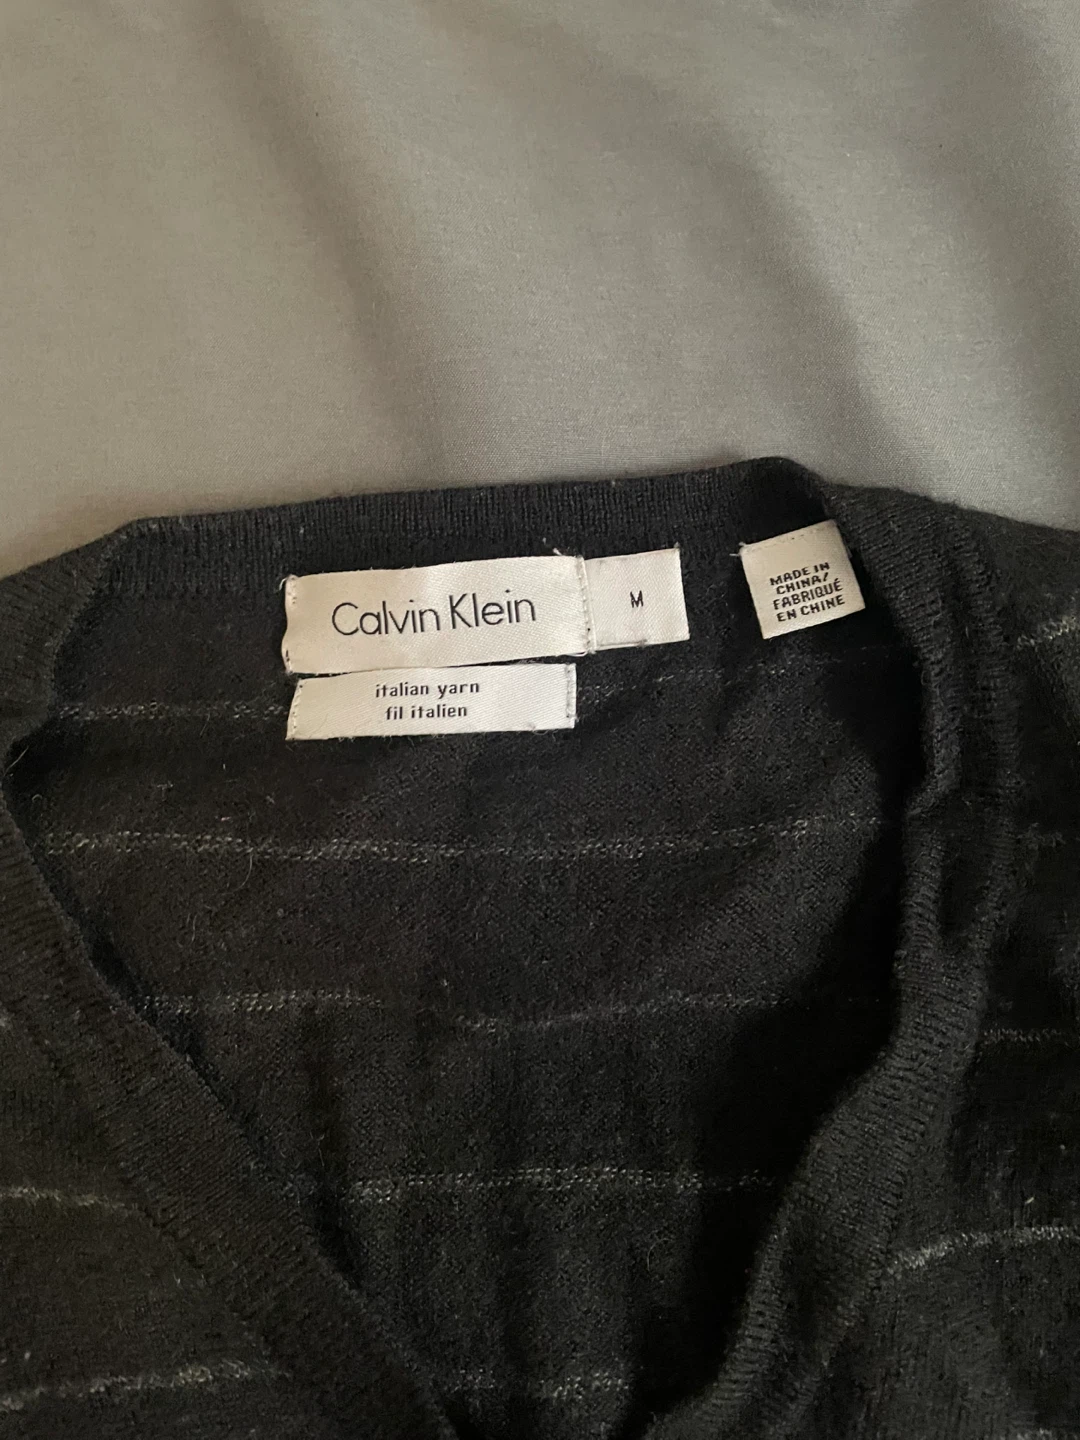 Calvin Klein
M
italian yarn
fil italien
MADE IN
CHINA/
FABRIQUÉ
EN CHINE